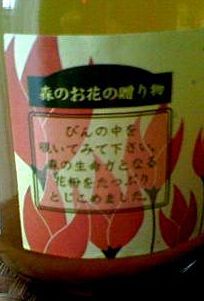 森のお花の贈り物
びんの中を
覗いてみて下さい。
森の生命力となる
花粉をたっぷり
とじこめました。